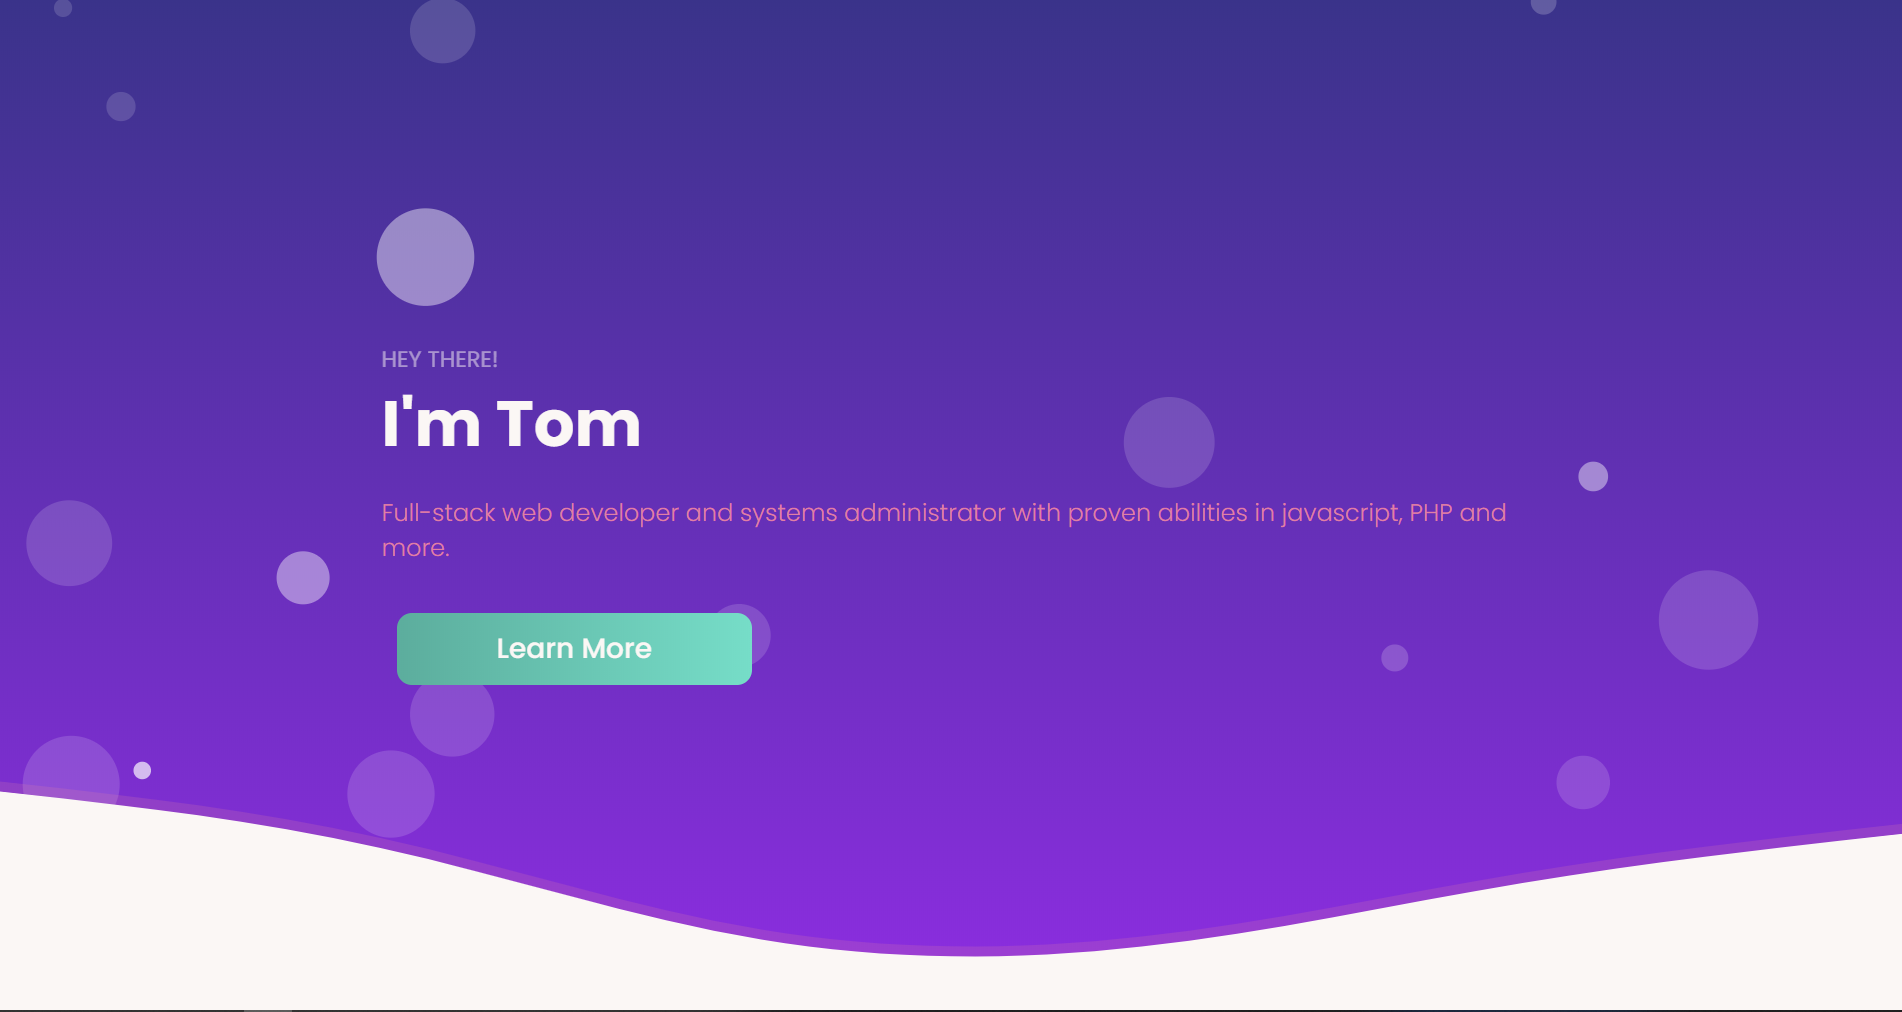 HEY THERE!
I'm Tom
Full-stack web developer and systems administrator with proven abilities in javascript, PHP and
more.
Learn More